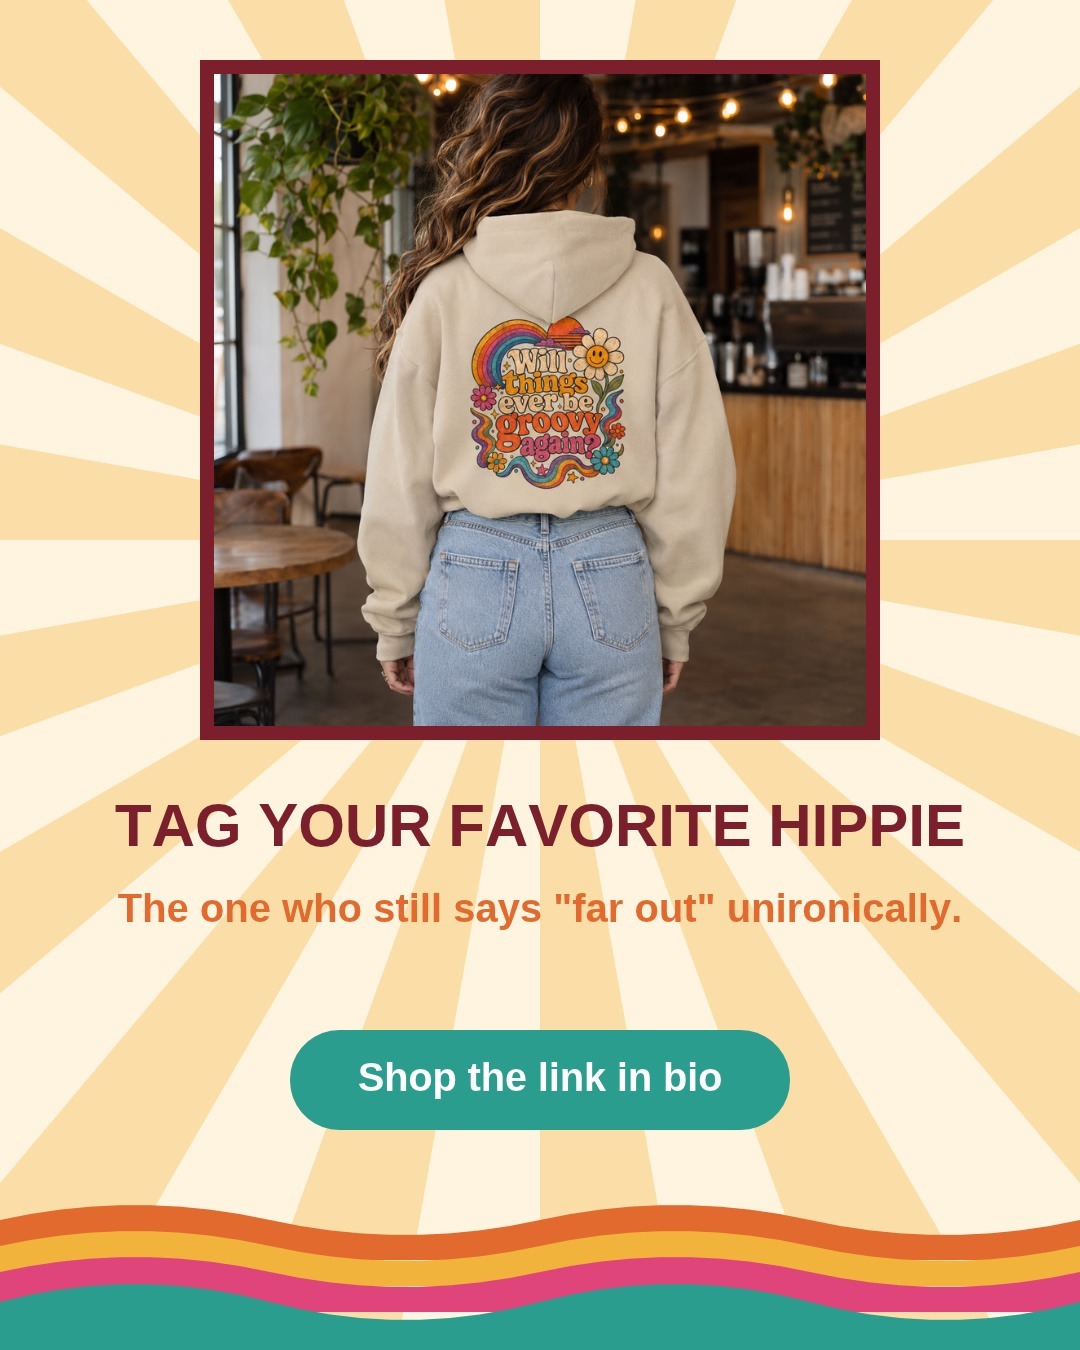 Will
things
ever be
groovy
again?
TAG YOUR FAVORITE HIPPIE
The one who still says "far out" unironically.
Shop the link in bio